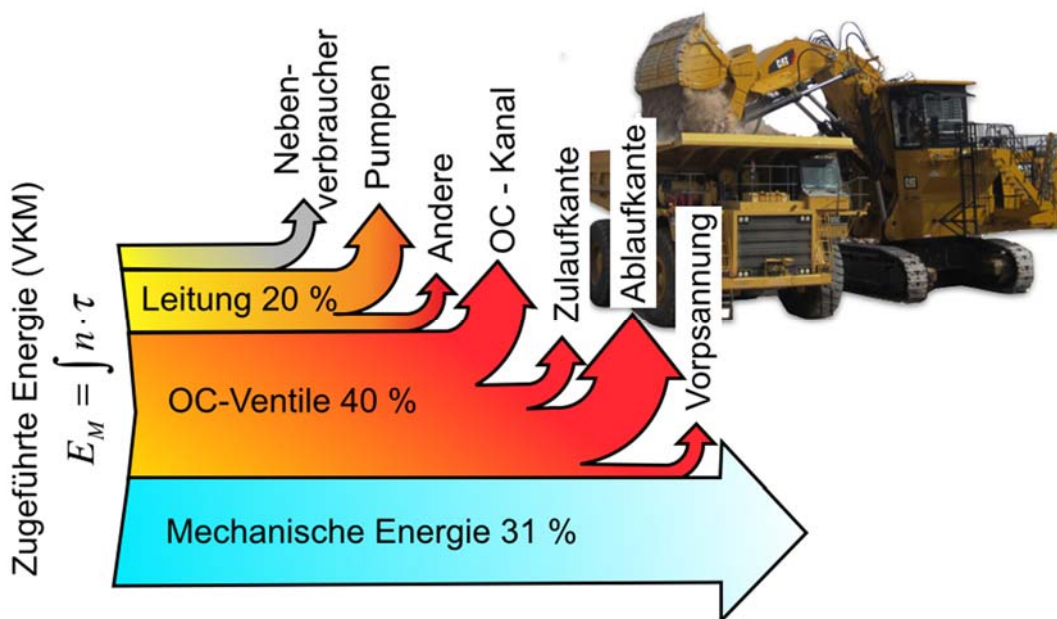 Zugeführte Energie (VKM)
E_M = ∫ n · τ
Neben-
verbraucher
Pumpen
Andere
OC - Kanal
Zulaufkante
Ablaufkante
Vorpsannung
Leitung 20 %
OC-Ventile 40 %
Mechanische Energie 31 %
CAT
CAT